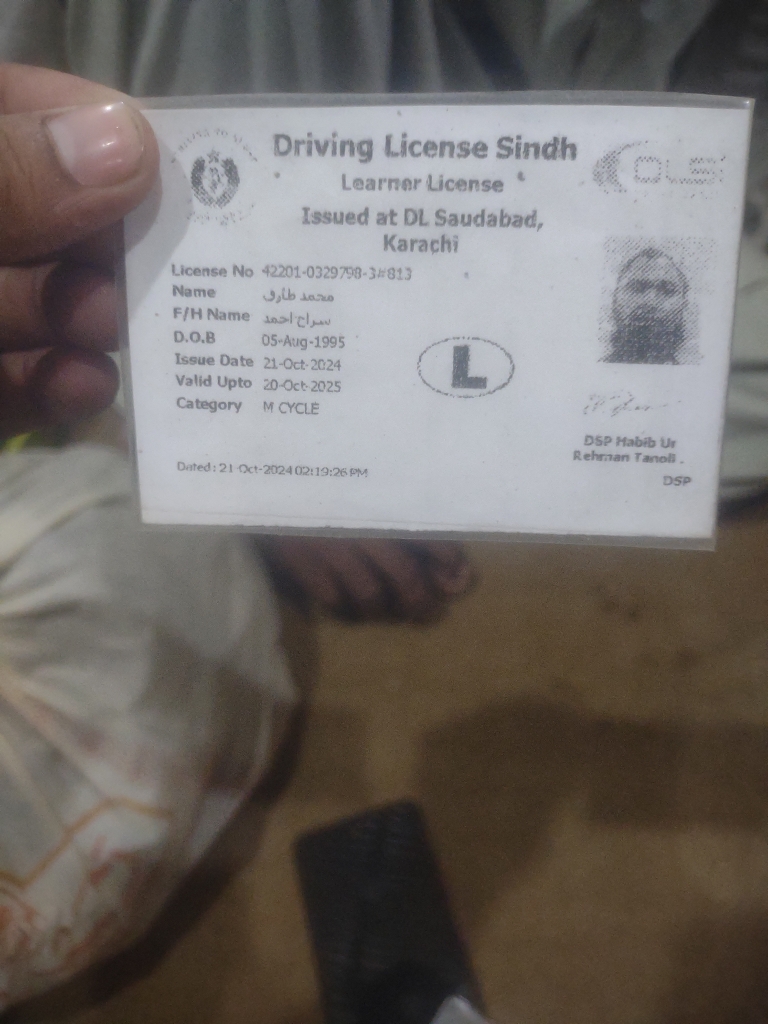 Driving License Sindh
Learner License
Issued at DL Saudabad,
Karachi
License No 42201-0329798-3#813
Name محمد طارق
F/H Name سراج احمد
D.O.B 05-Aug-1995
Issue Date 21-Oct-2024
Valid Upto 20-Oct-2025
Category M CYCLE
L
DSP Habib Ur
Rehman Tanoli .
DSP
Dated : 21-Oct-2024 02:19:26 PM